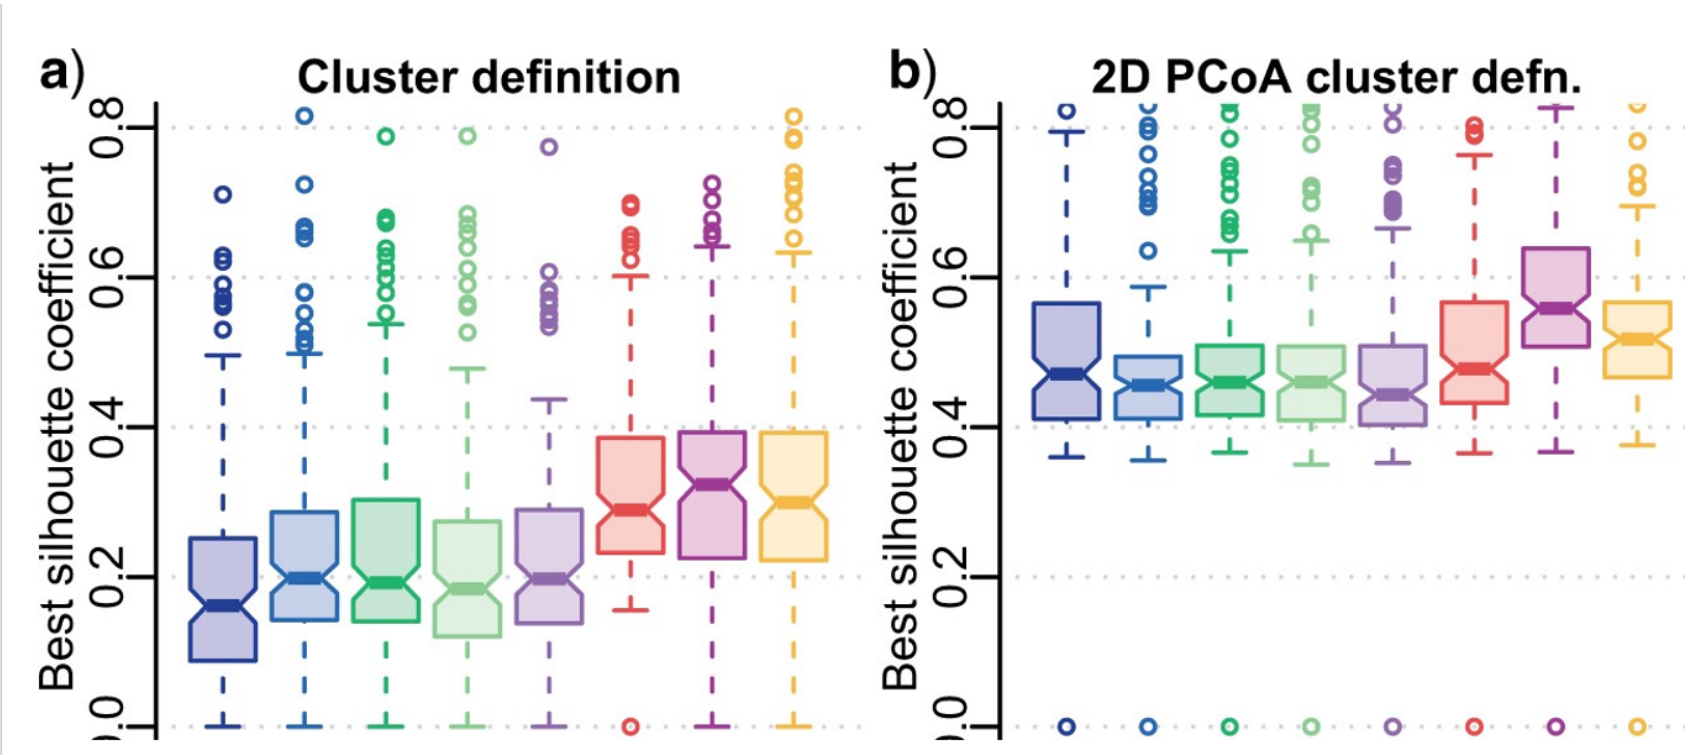 a) Cluster definition
Best silhouette coefficient
0.8
0.6
0.4
0.2
0.0
b) 2D PCoA cluster defn.
Best silhouette coefficient
0.8
0.6
0.4
0.2
0.0